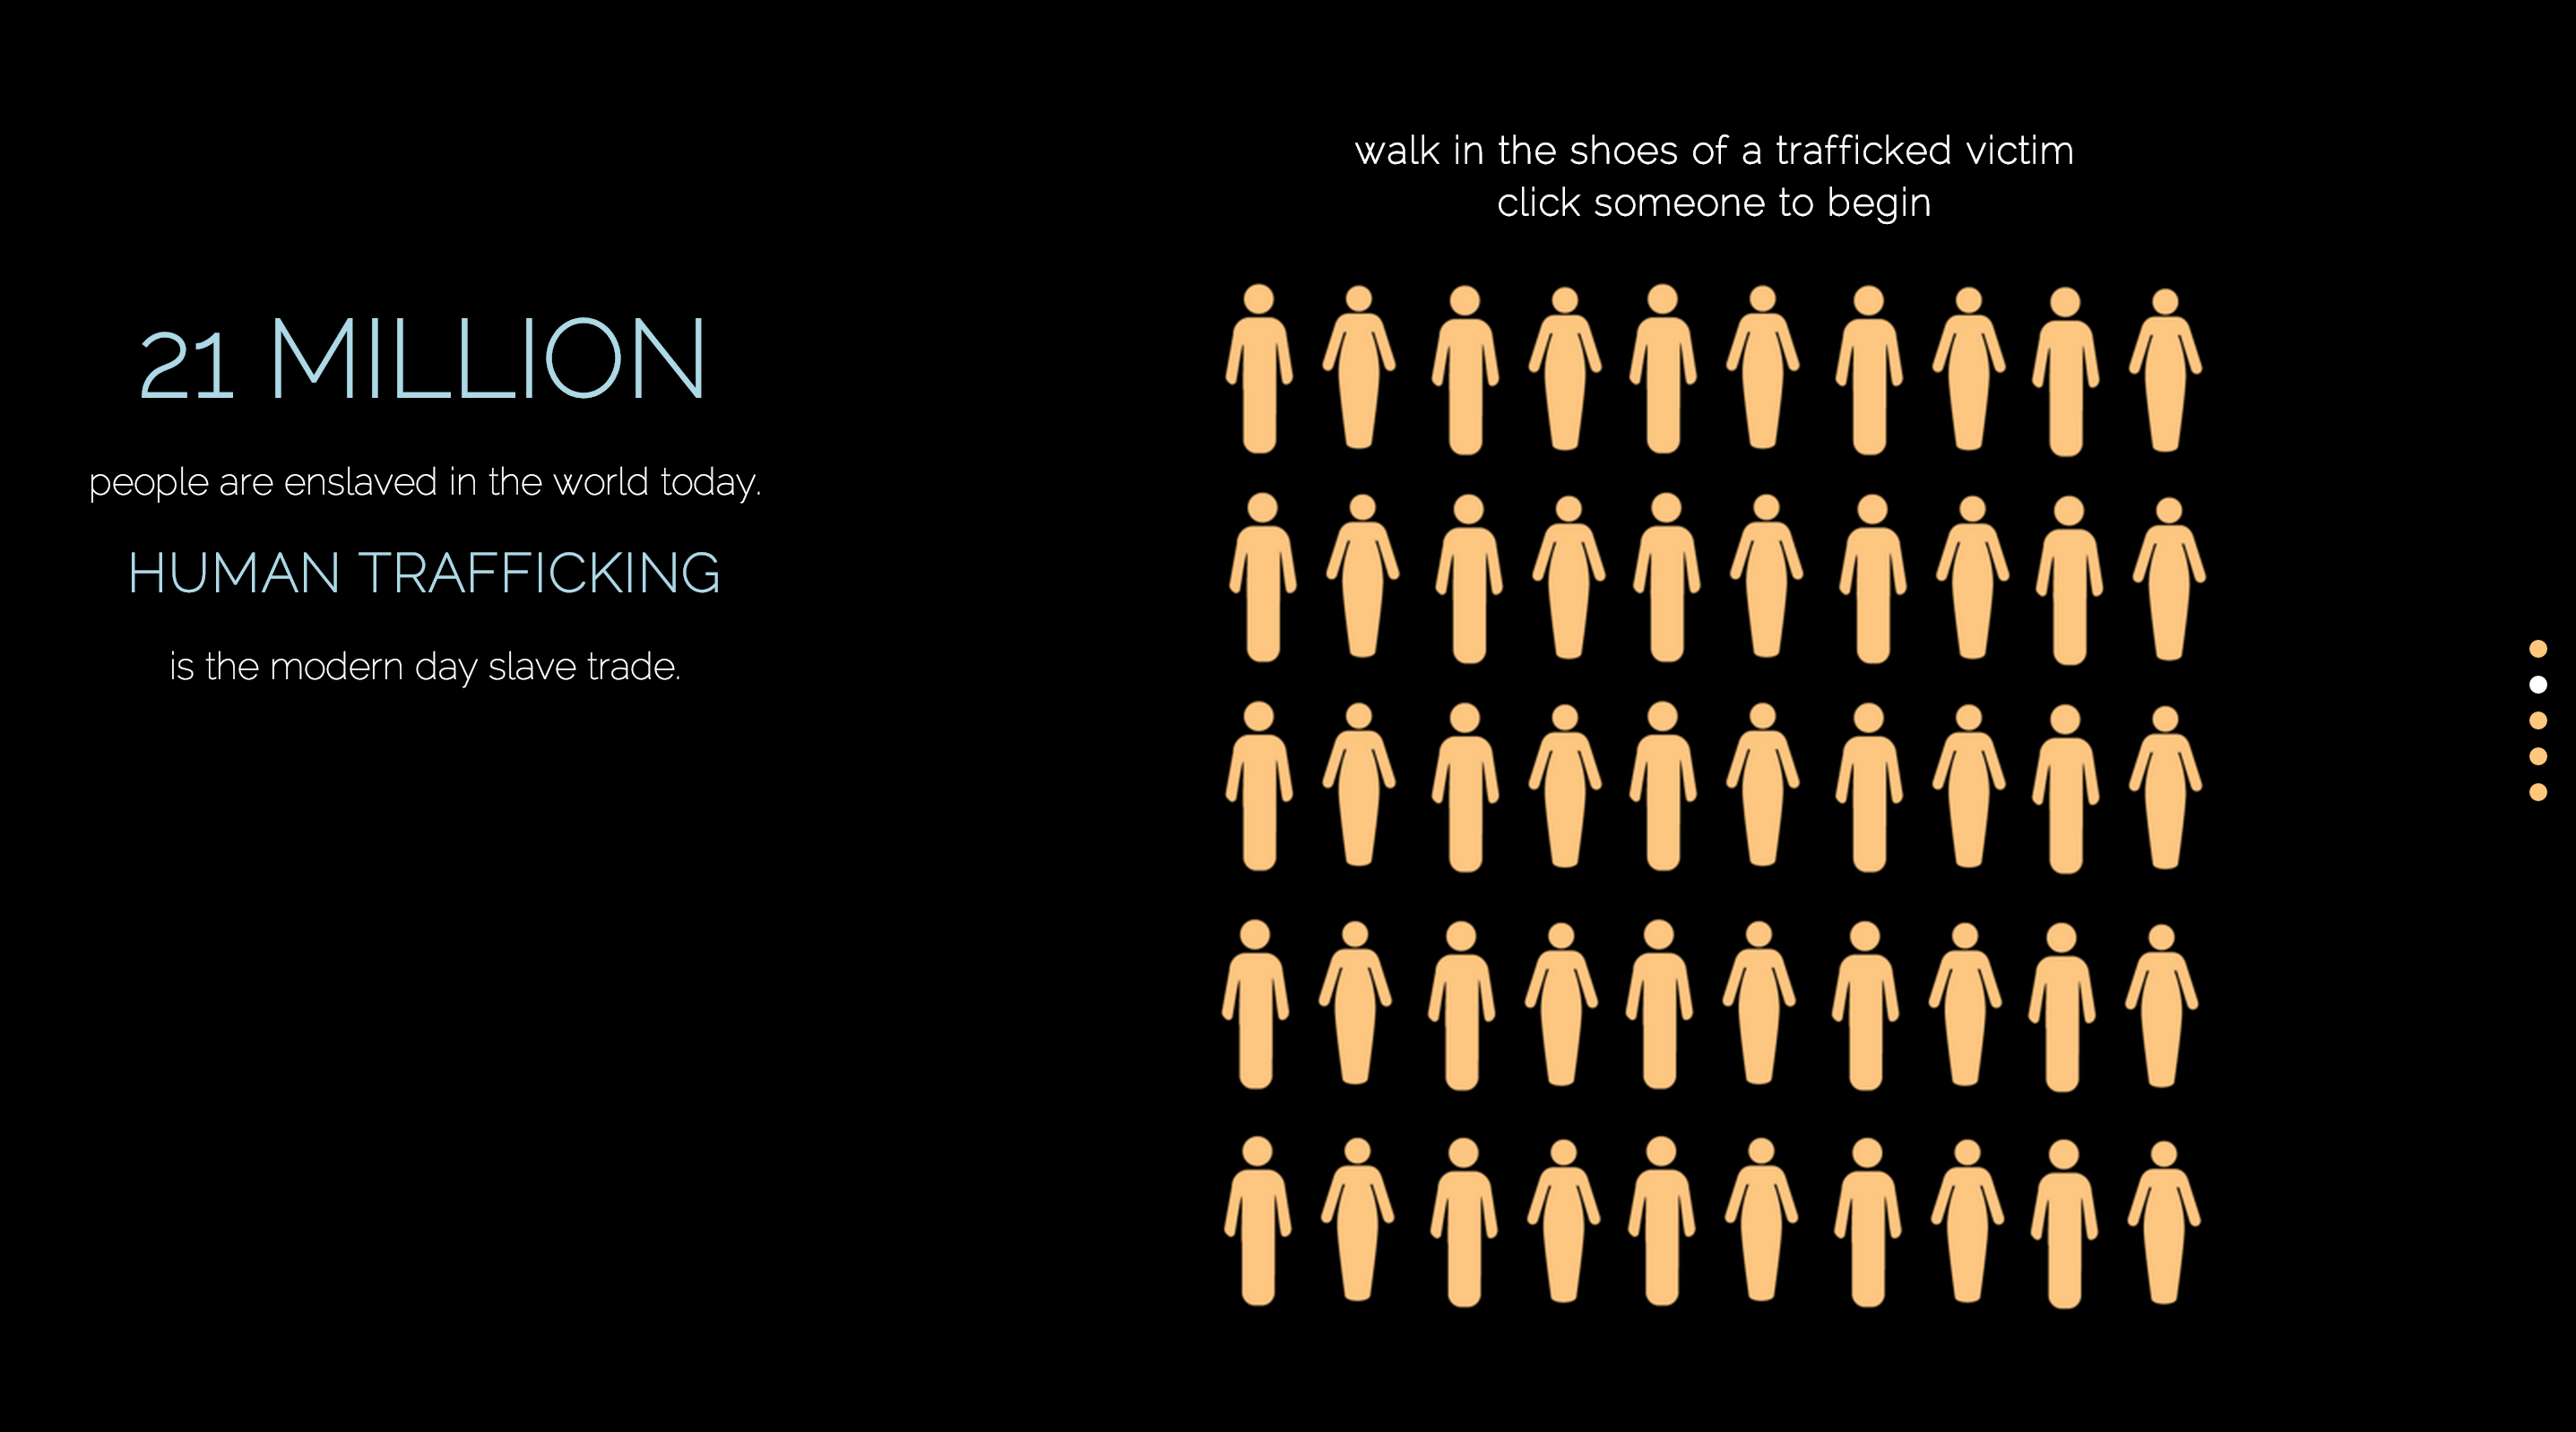 walk in the shoes of a trafficked victim
click someone to begin
21 MILLION
people are enslaved in the world today.
HUMAN TRAFFICKING
is the modern day slave trade.